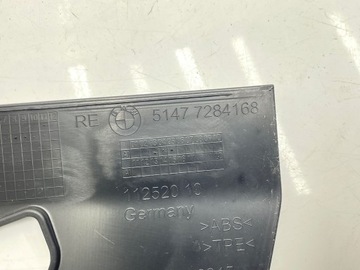 RE 5147 7284168
11252010
Germany
>ABS<
>TPE<